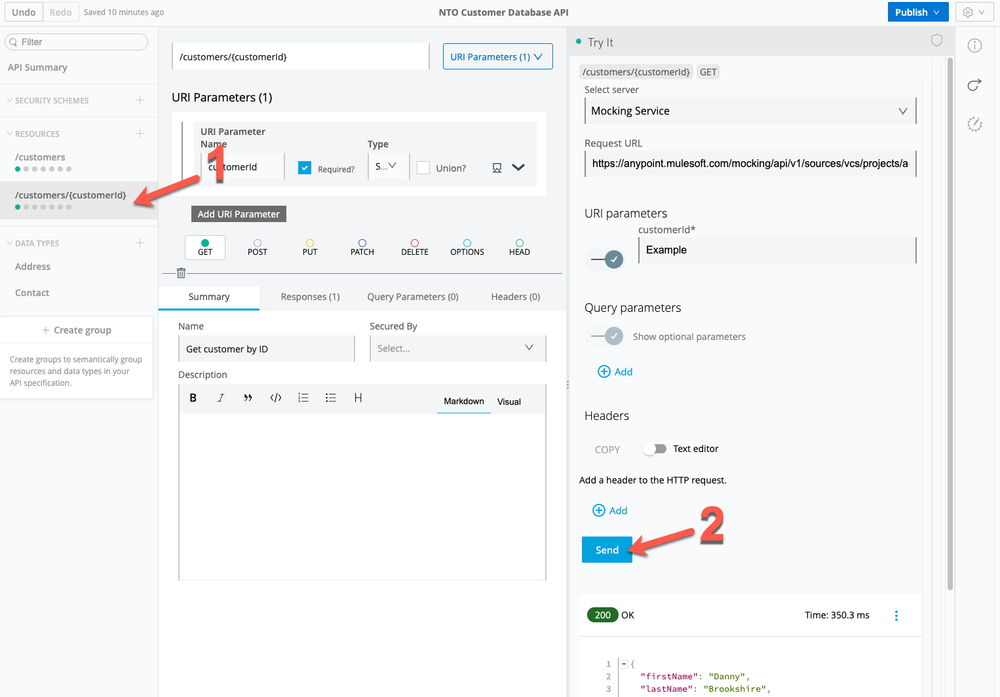 Undo
Redo
Saved 10 minutes ago
NTO Customer Database API
Publish
Filter
API Summary
SECURITY SCHEMES
RESOURCES
/customers
/customers/{customerId}
DATA TYPES
Address
Contact
+ Create group
Create groups to semantically group
resources and data types in your
API specification.
1
/customers/{customerId}
URI Parameters (1)
URI Parameters (1)
URI Parameter
Name
Type
customerId
Required?
S...
Union?
Add URI Parameter
GET
POST
PUT
PATCH
DELETE
OPTIONS
HEAD
Summary
Responses (1)
Query Parameters (0)
Headers (0)
Name
Secured By
Get customer by ID
Select...
Description
B
I
H
Markdown
Visual
Try It
/customers/{customerId}
GET
Select server
Mocking Service
Request URL
https://anypoint.mulesoft.com/mocking/api/v1/sources/vcs/projects/a
URI parameters
customerId*
Example
Query parameters
Show optional parameters
Add
Headers
COPY
Text editor
Add a header to the HTTP request.
Add
2
Send
200 OK
Time: 350.3 ms
1 {
2 "firstName": "Danny",
3 "lastName": "Brookshire",